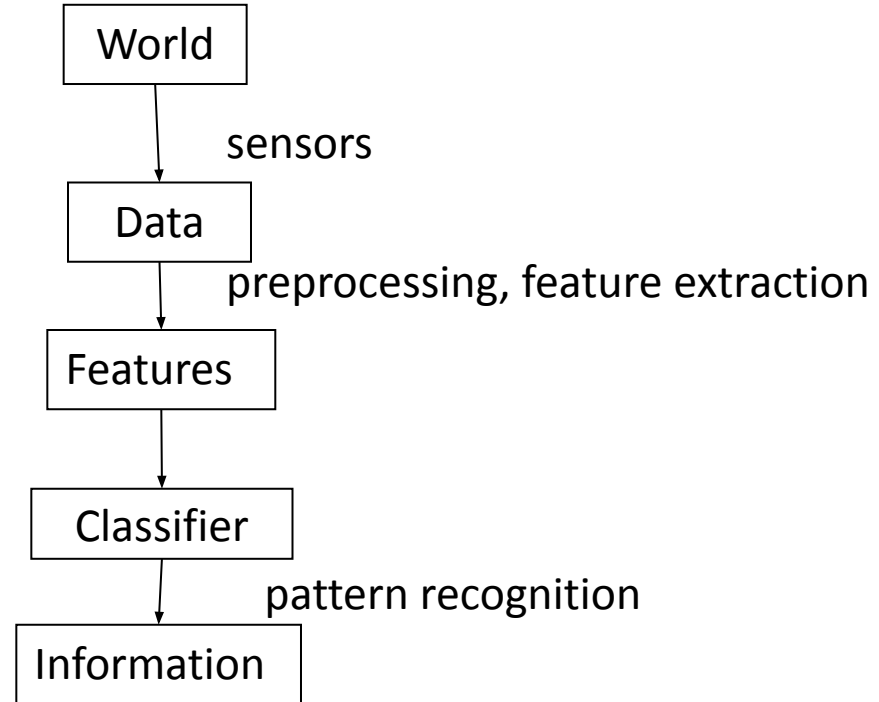 World
sensors
Data
preprocessing, feature extraction
Features
Classifier
pattern recognition
Information